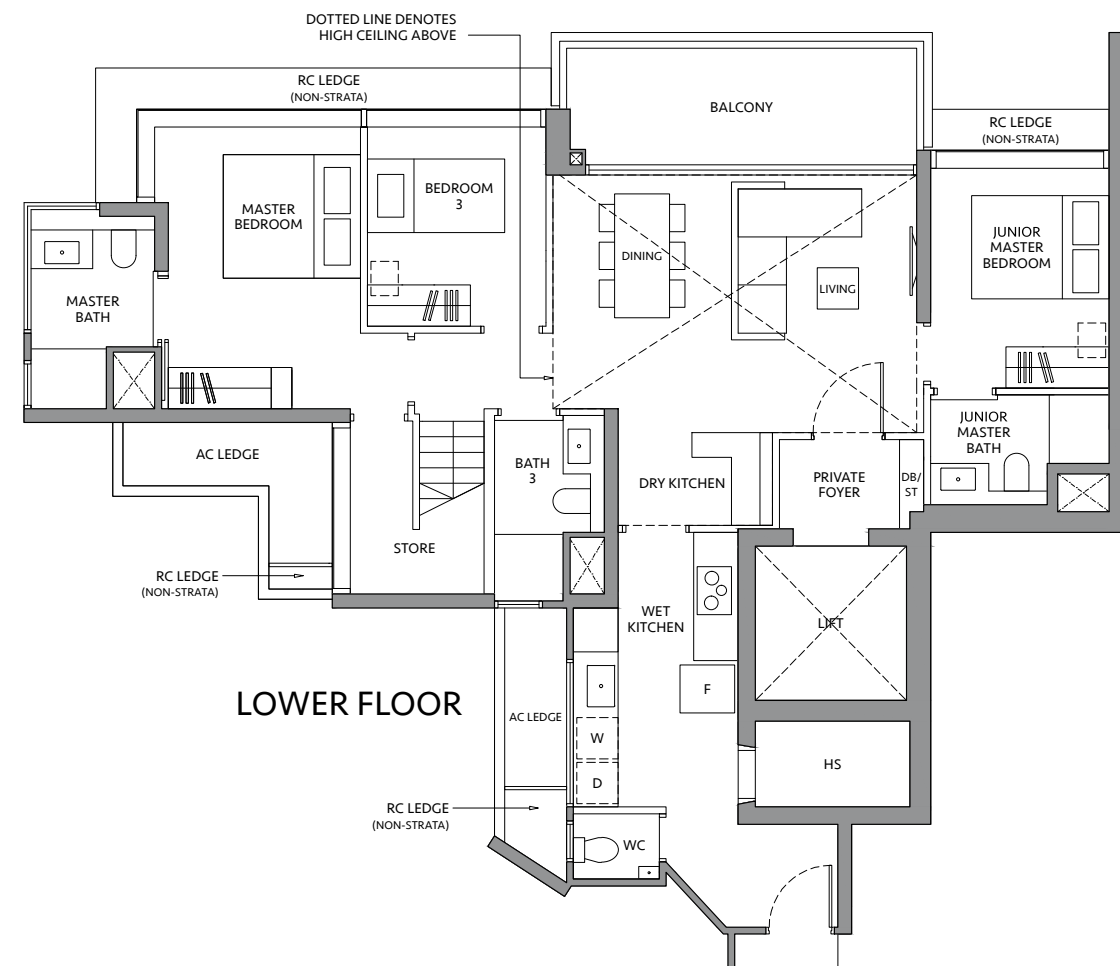 DOTTED LINE DENOTES
HIGH CEILING ABOVE
RC LEDGE
(NON-STRATA)
BALCONY
RC LEDGE
(NON-STRATA)
MASTER
BEDROOM
BEDROOM
3
DINING
LIVING
JUNIOR
MASTER
BEDROOM
MASTER
BATH
AC LEDGE
BATH
3
DRY KITCHEN
PRIVATE
FOYER
DB/
ST
JUNIOR
MASTER
BATH
STORE
RC LEDGE
(NON-STRATA)
WET
KITCHEN
LIFT
LOWER FLOOR
F
AC LEDGE
W
D
HS
RC LEDGE
(NON-STRATA)
WC